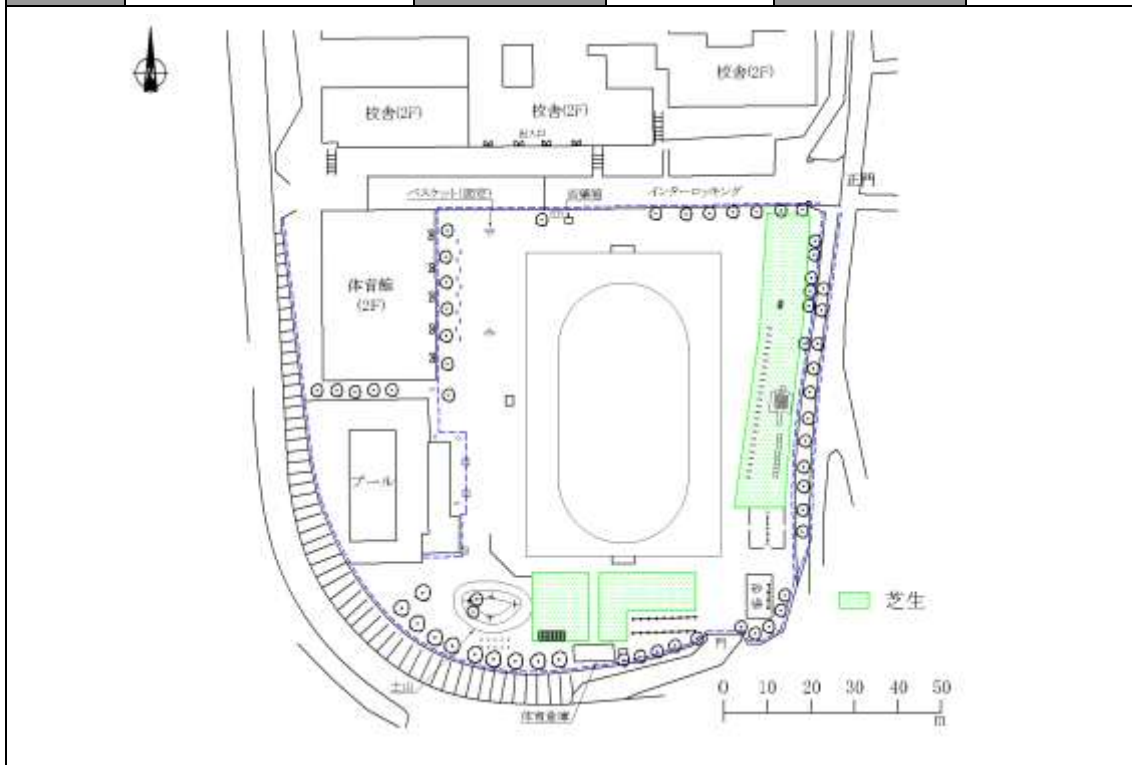 校舎(2F)
校舎(2F)
校舎(2F)
出入口
正門
バスケット(固定)
百葉箱
インターロッキング
体育館
(2F)
プール
芝生
門
土山
体育倉庫
0 10 20 30 40 50
m